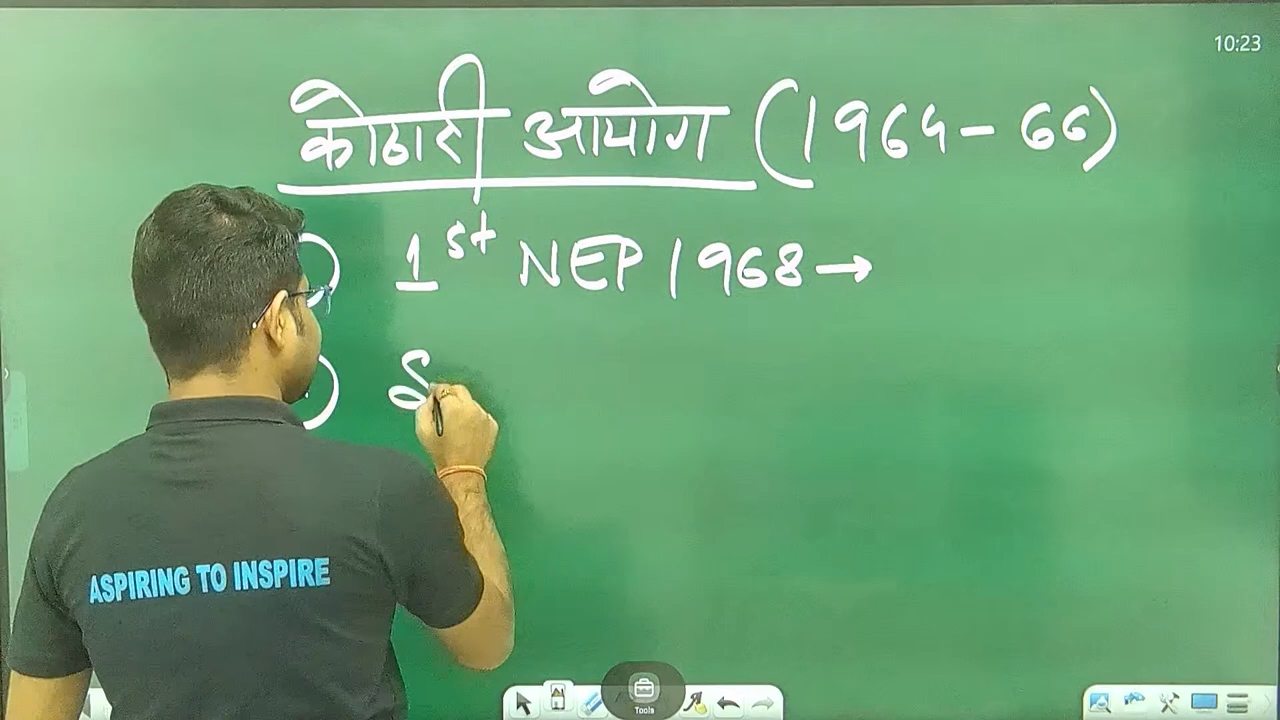 10:23
कोठारी आयोग (1964-66)
1st NEP 1968→
S
ASPIRING TO INSPIRE
Tools